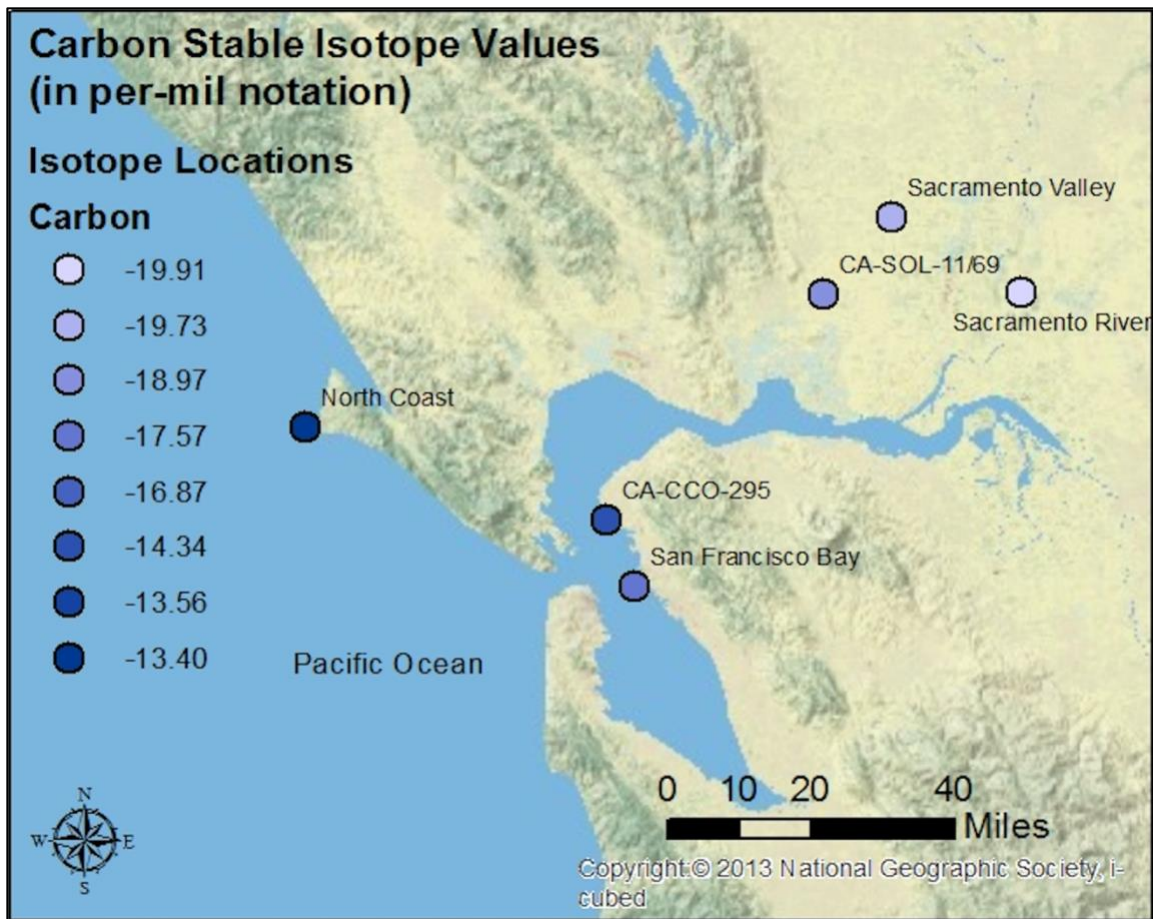 Carbon Stable Isotope Values
(in per-mil notation)
Isotope Locations
Carbon
-19.91
-19.73
-18.97
-17.57
-16.87
-14.34
-13.56
-13.40
Sacramento Valley
CA-SOL-11/69
Sacramento River
North Coast
CA-CCO-295
San Francisco Bay
Pacific Ocean
N
W E
S
0 10 20 40
Miles
Copyright:© 2013 National Geographic Society, i-
cubed